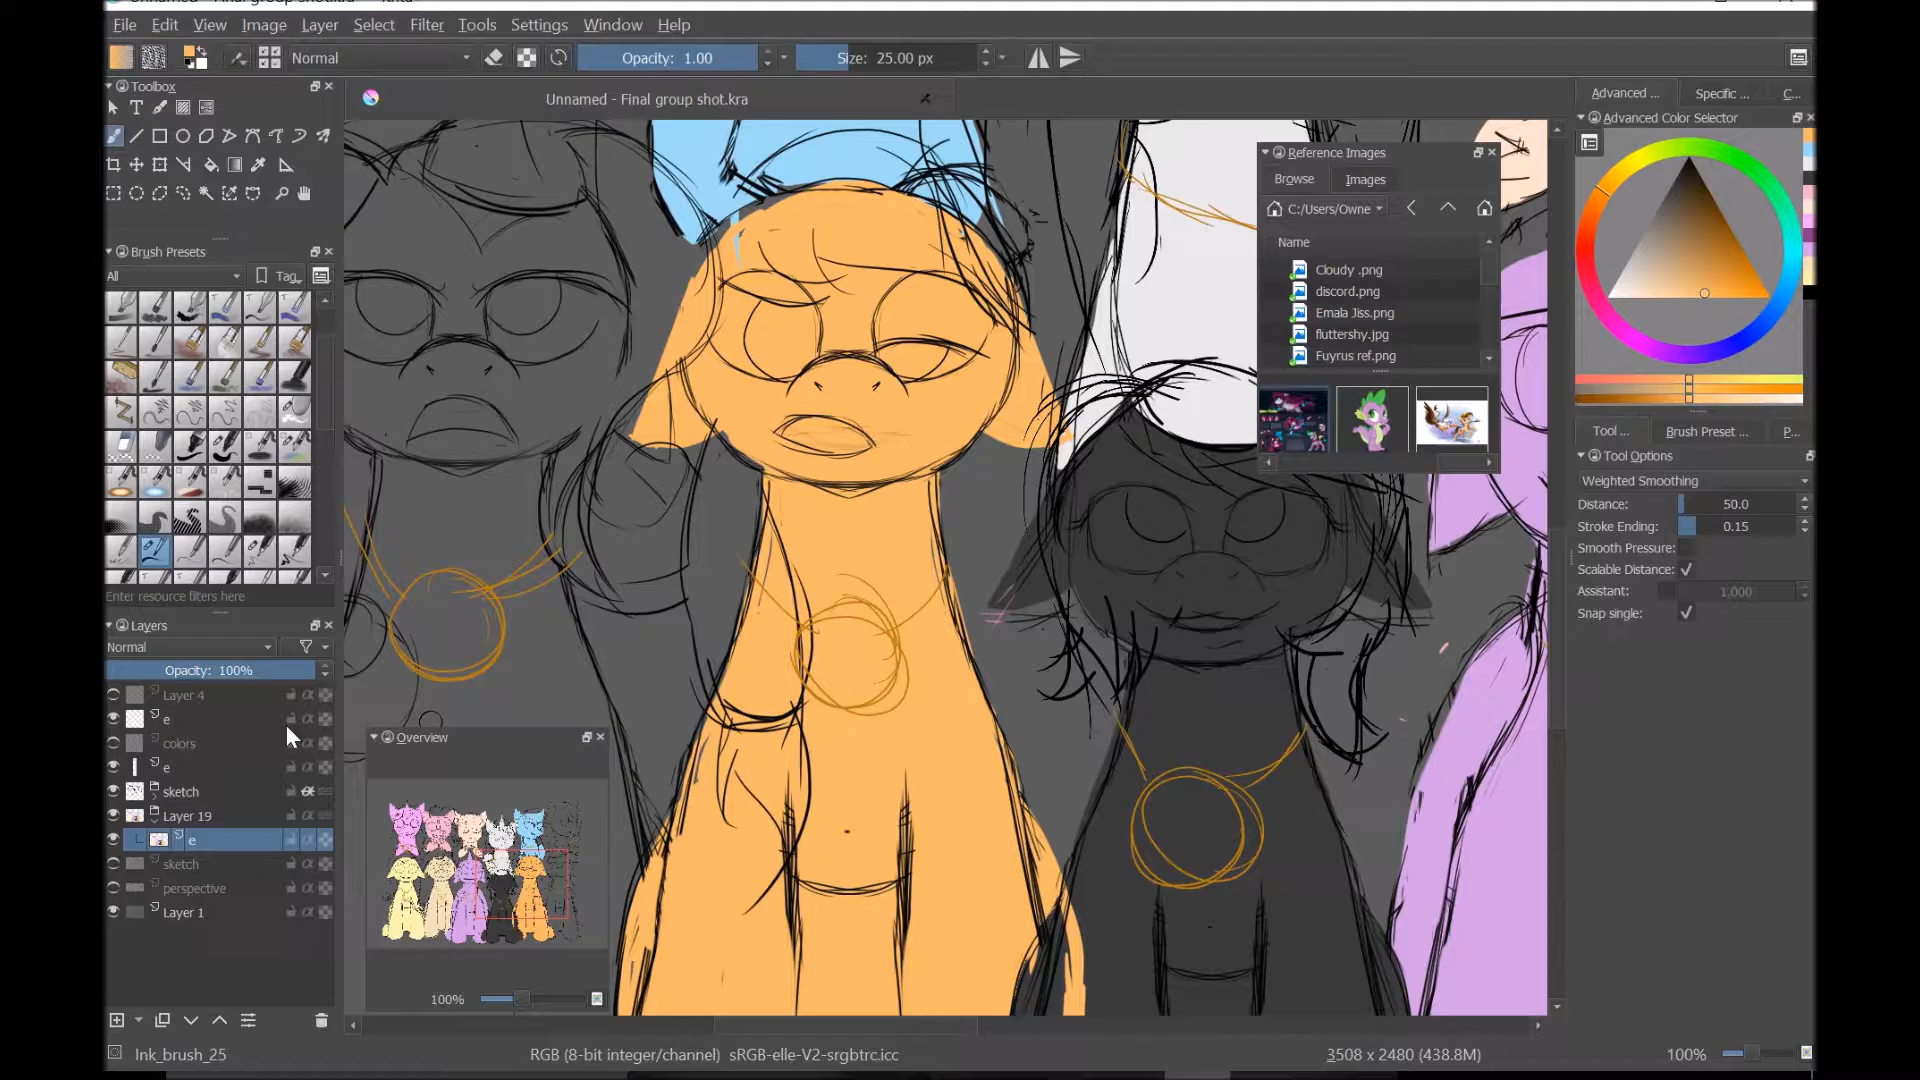 File Edit View Image Layer Select Filter Tools Settings Window Help
Normal Opacity: 1.00 Size: 25.00 px
Toolbox
Unnamed - Final group shot.kra
Advanced ... Specific ... C...
Advanced Color Selector
Reference Images
Browse Images
C:/Users/Owne
Name
Cloudy .png
discord.png
Emala Jiss.png
fluttershy.jpg
Fuyrus ref.png
Brush Presets
All Tag
Enter resource filters here
Tool ... Brush Preset ... P...
Tool Options
Weighted Smoothing
Distance: 50.0
Stroke Ending: 0.15
Smooth Pressure:
Scalable Distance:
Assistant: 1.000
Snap single:
Layers
Normal
Opacity: 100%
Layer 4
e
colors
e
sketch
Layer 19
e
sketch
perspective
Layer 1
Overview
100%
Ink_brush_25 RGB (8-bit integer/channel) sRGB-elle-V2-srgbtrc.icc 3508 x 2480 (438.8M) 100%